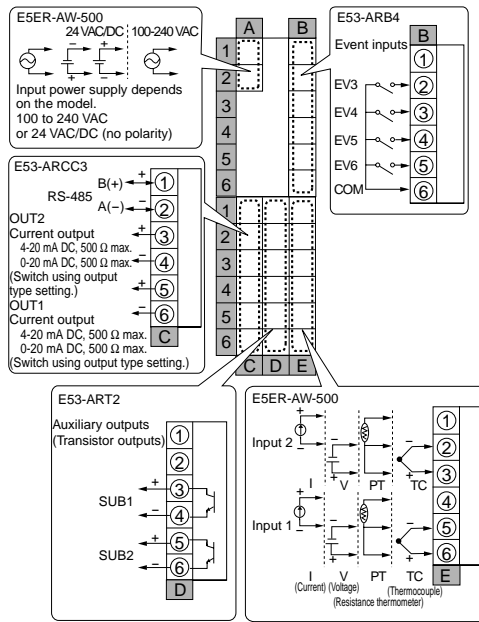 E5ER-AW-500
24 VAC/DC 100-240 VAC
Input power supply depends
on the model.
100 to 240 VAC
or 24 VAC/DC (no polarity)
A B
1
2
3
4
5
6
1
2
3
4
5
6
C D E
E53-ARB4
Event inputs
B
1
EV3 2
EV4 3
EV5 4
EV6 5
COM 6
E53-ARCC3
B(+) + 1
RS-485
A(−) − 2
OUT2
Current output
+ 3
4-20 mA DC, 500 Ω max.
0-20 mA DC, 500 Ω max. − 4
(Switch using output
type setting.)
+ 5
OUT1
− 6
Current output
4-20 mA DC, 500 Ω max.
0-20 mA DC, 500 Ω max.
C
(Switch using output type setting.)
E53-ART2
Auxiliary outputs
(Transistor outputs)
1
2
+ 3
SUB1
− 4
+ 5
SUB2
− 6
D
E5ER-AW-500
+ − −
Input 2
− + +
I V PT TC
+ − −
Input 1
− + +
I V PT TC
(Current) (Voltage) (Thermocouple)
(Resistance thermometer)
1
2
3
4
5
6
E